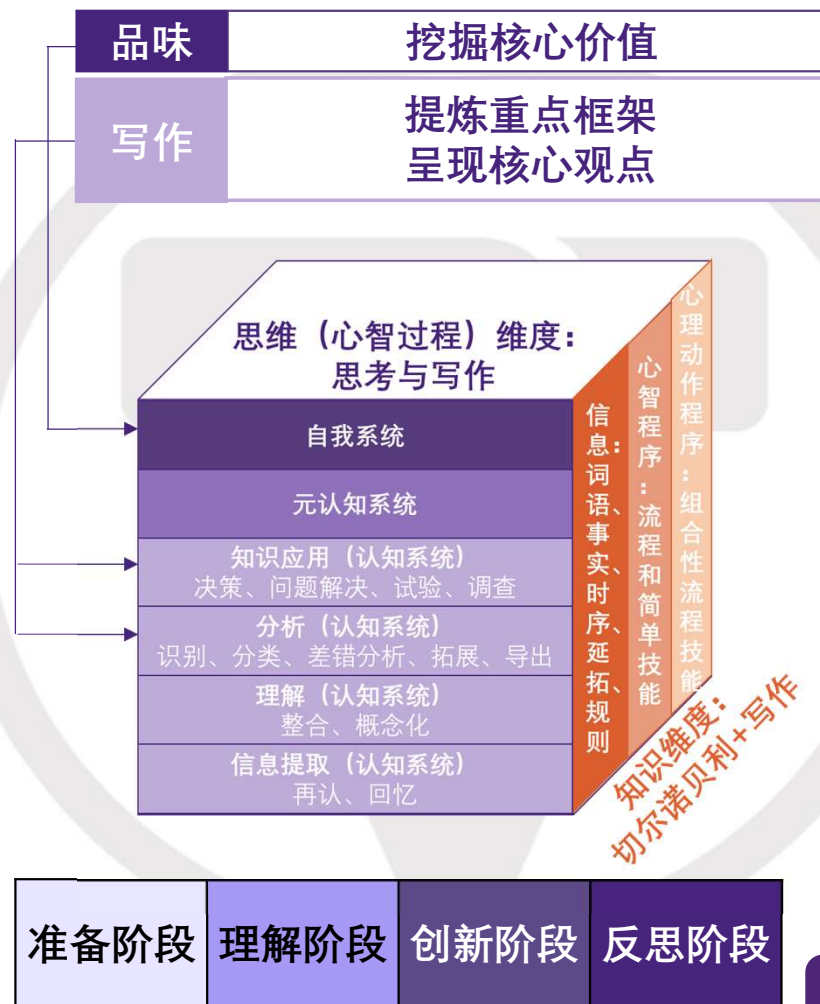 品味
挖掘核心价值
写作
提炼重点框架
呈现核心观点
思维（心智过程）维度：
思考与写作
自我系统
元认知系统
知识应用（认知系统）
决策、问题解决、试验、调查
分析（认知系统）
识别、分类、差错分析、拓展、导出
理解（认知系统）
整合、概念化
信息提取（认知系统）
再认、回忆
信息：词语、事实、时序、延拓、规则
心智程序：流程和简单技能
心理动作程序：组合性流程技能
知识维度：
切尔诺贝利+写作
准备阶段
理解阶段
创新阶段
反思阶段